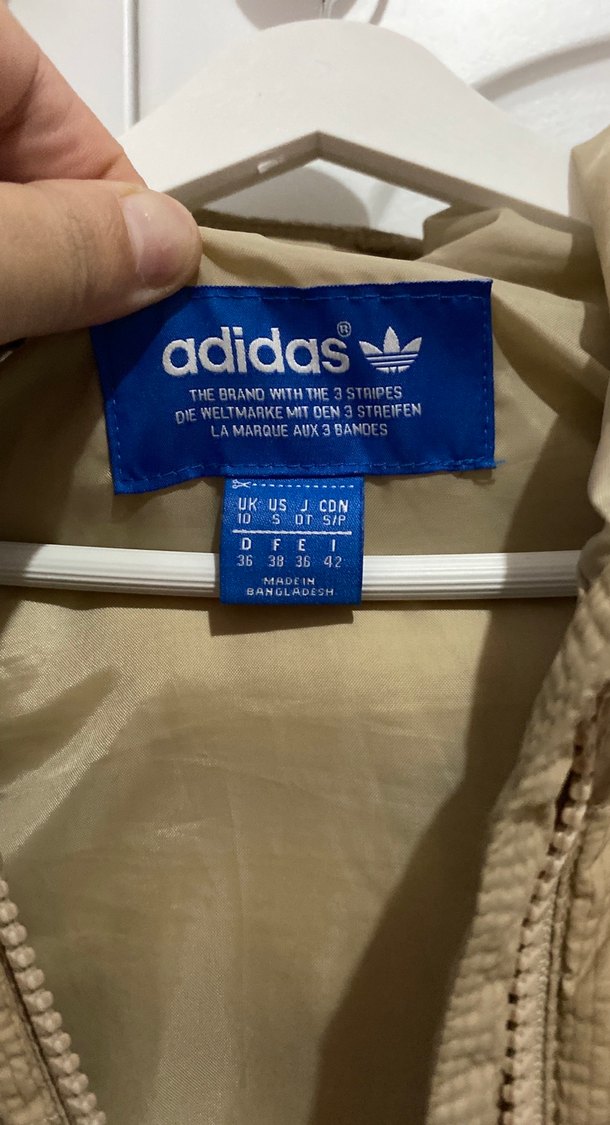 adidas®
THE BRAND WITH THE 3 STRIPES
DIE WELTMARKE MIT DEN 3 STREIFEN
LA MARQUE AUX 3 BANDES
UK US J CDN
10 S OT S/P
D F E I
36 38 36 42
MADE IN
BANGLADESH